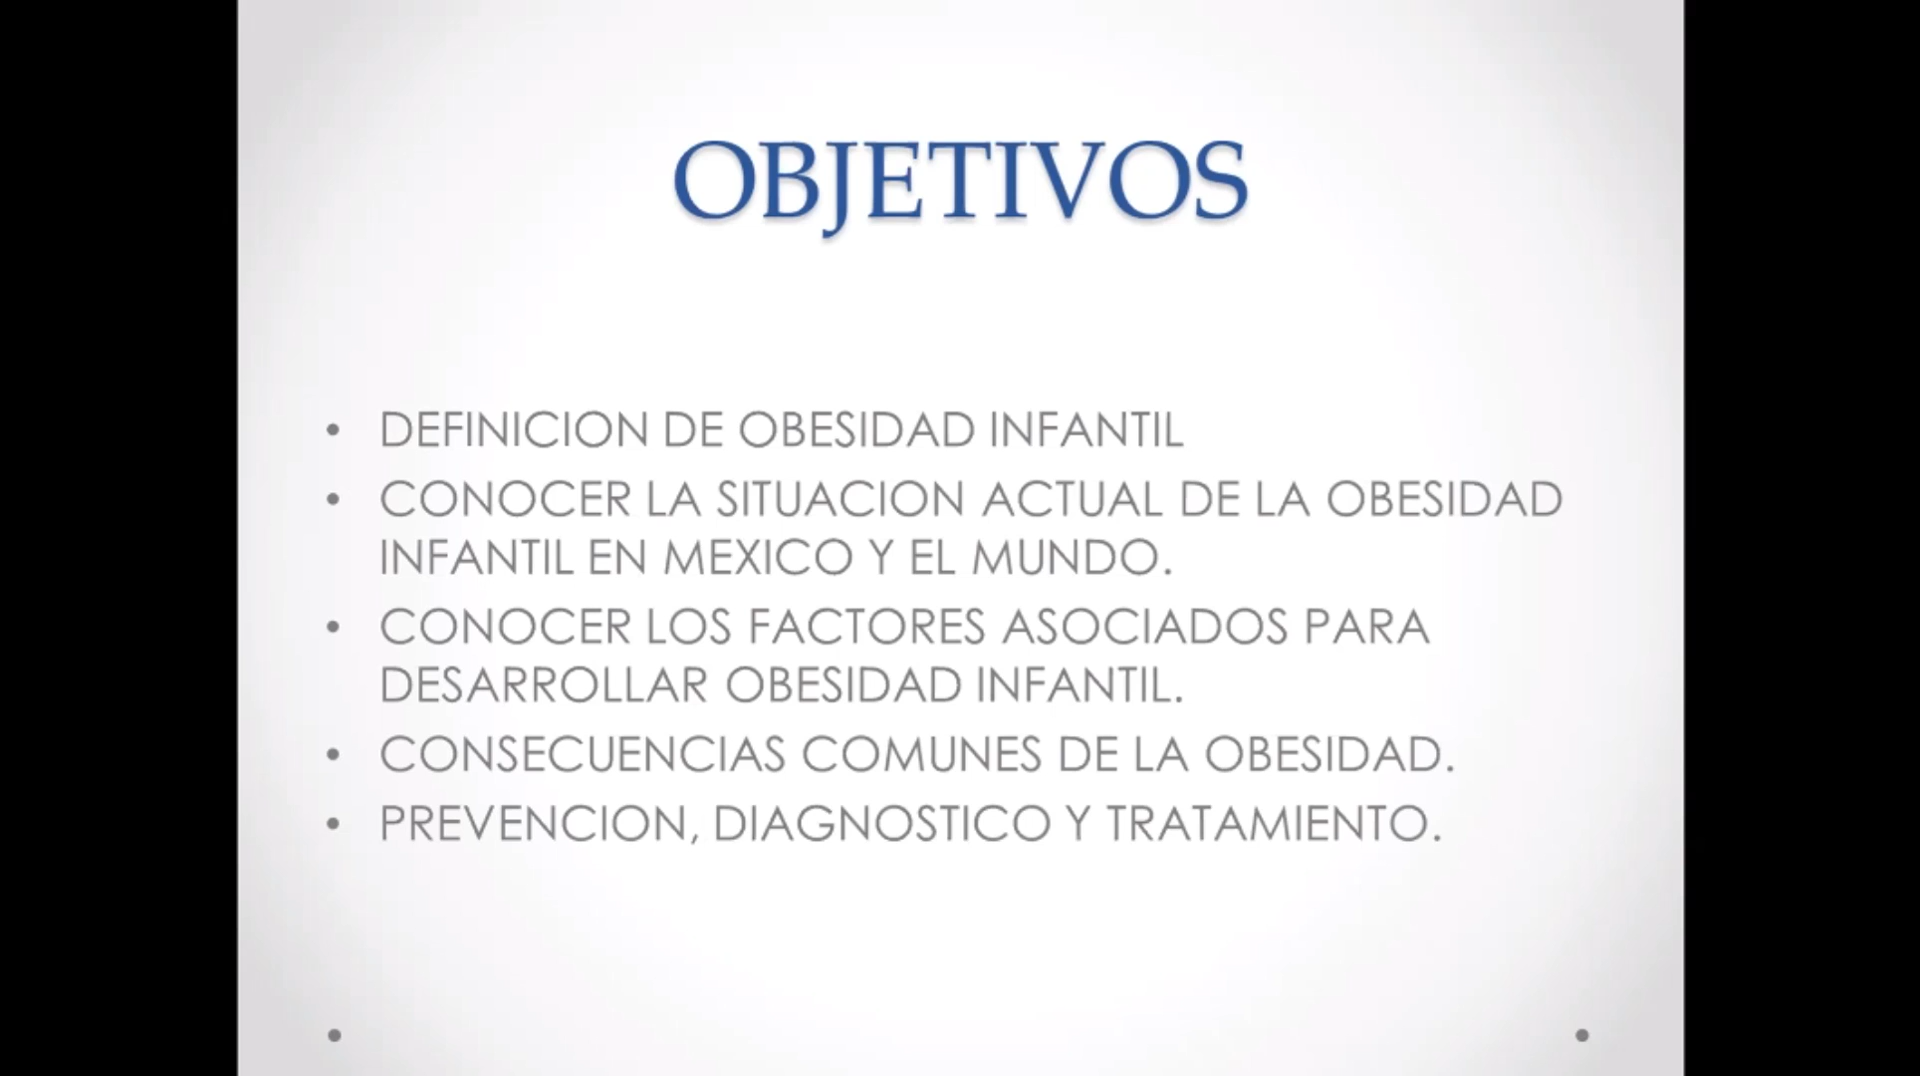 OBJETIVOS
• DEFINICION DE OBESIDAD INFANTIL
• CONOCER LA SITUACION ACTUAL DE LA OBESIDAD
INFANTIL EN MEXICO Y EL MUNDO.
• CONOCER LOS FACTORES ASOCIADOS PARA
DESARROLLAR OBESIDAD INFANTIL.
• CONSECUENCIAS COMUNES DE LA OBESIDAD.
• PREVENCION, DIAGNOSTICO Y TRATAMIENTO.